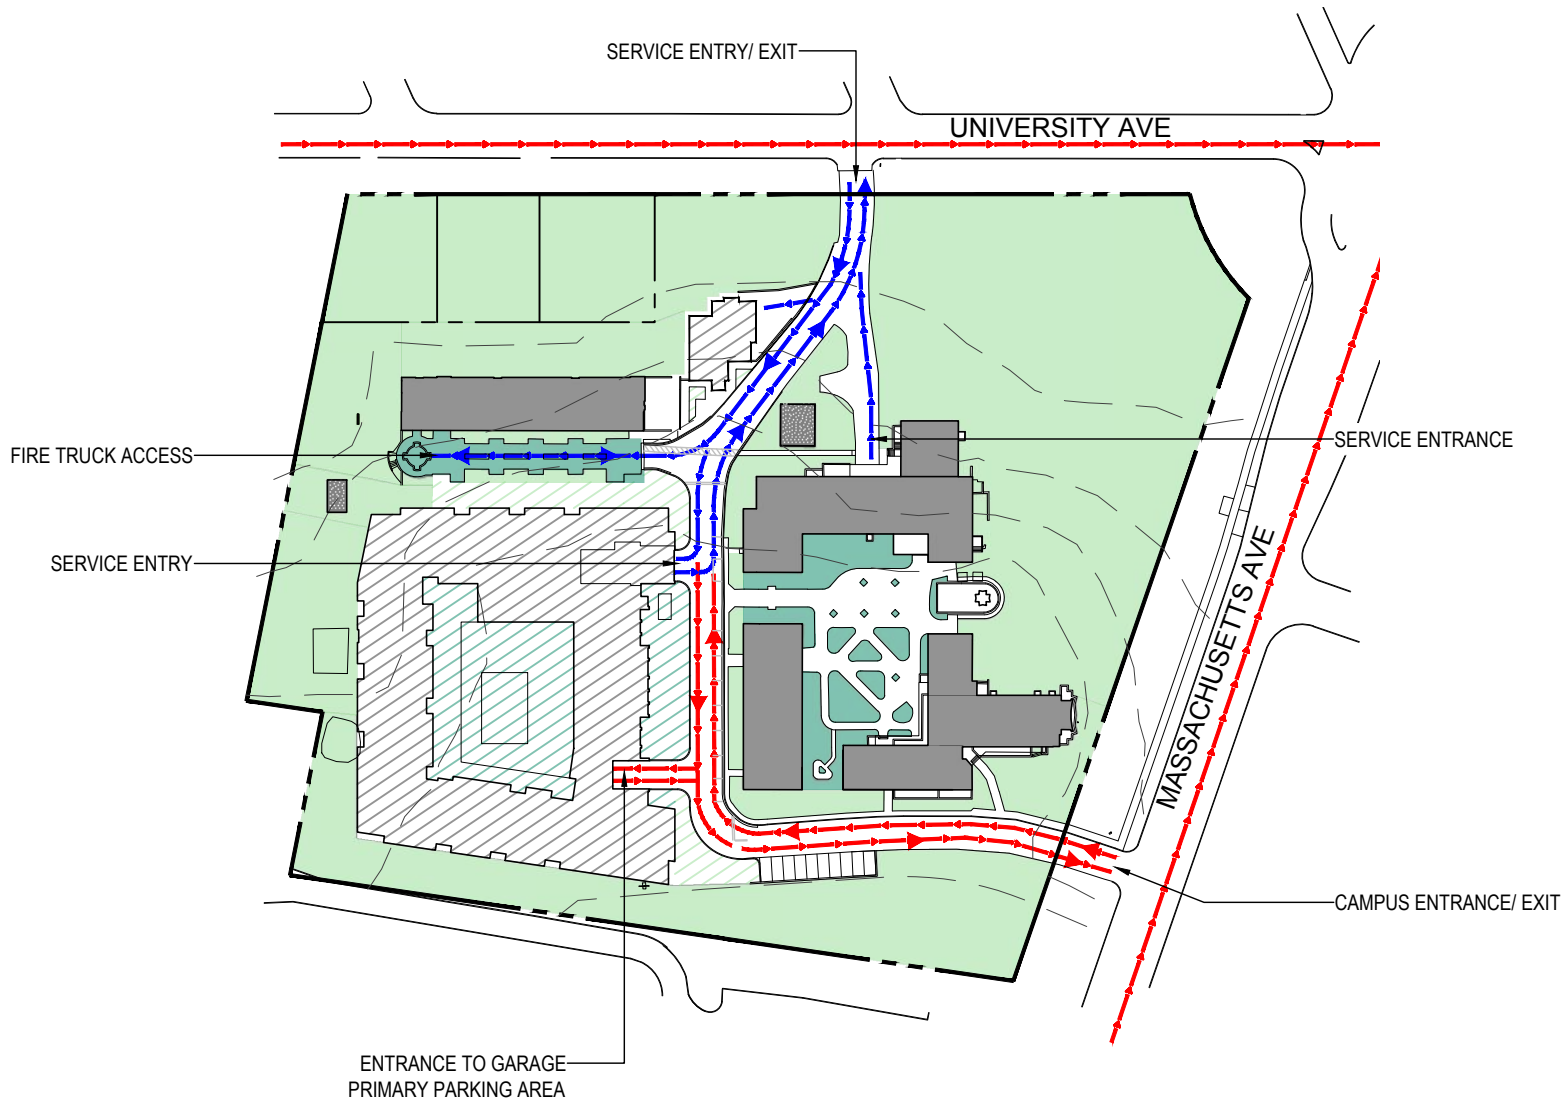 SERVICE ENTRY/ EXIT
UNIVERSITY AVE
FIRE TRUCK ACCESS
SERVICE ENTRANCE
SERVICE ENTRY
MASSACHUSETTS AVE
CAMPUS ENTRANCE/ EXIT
ENTRANCE TO GARAGE
PRIMARY PARKING AREA